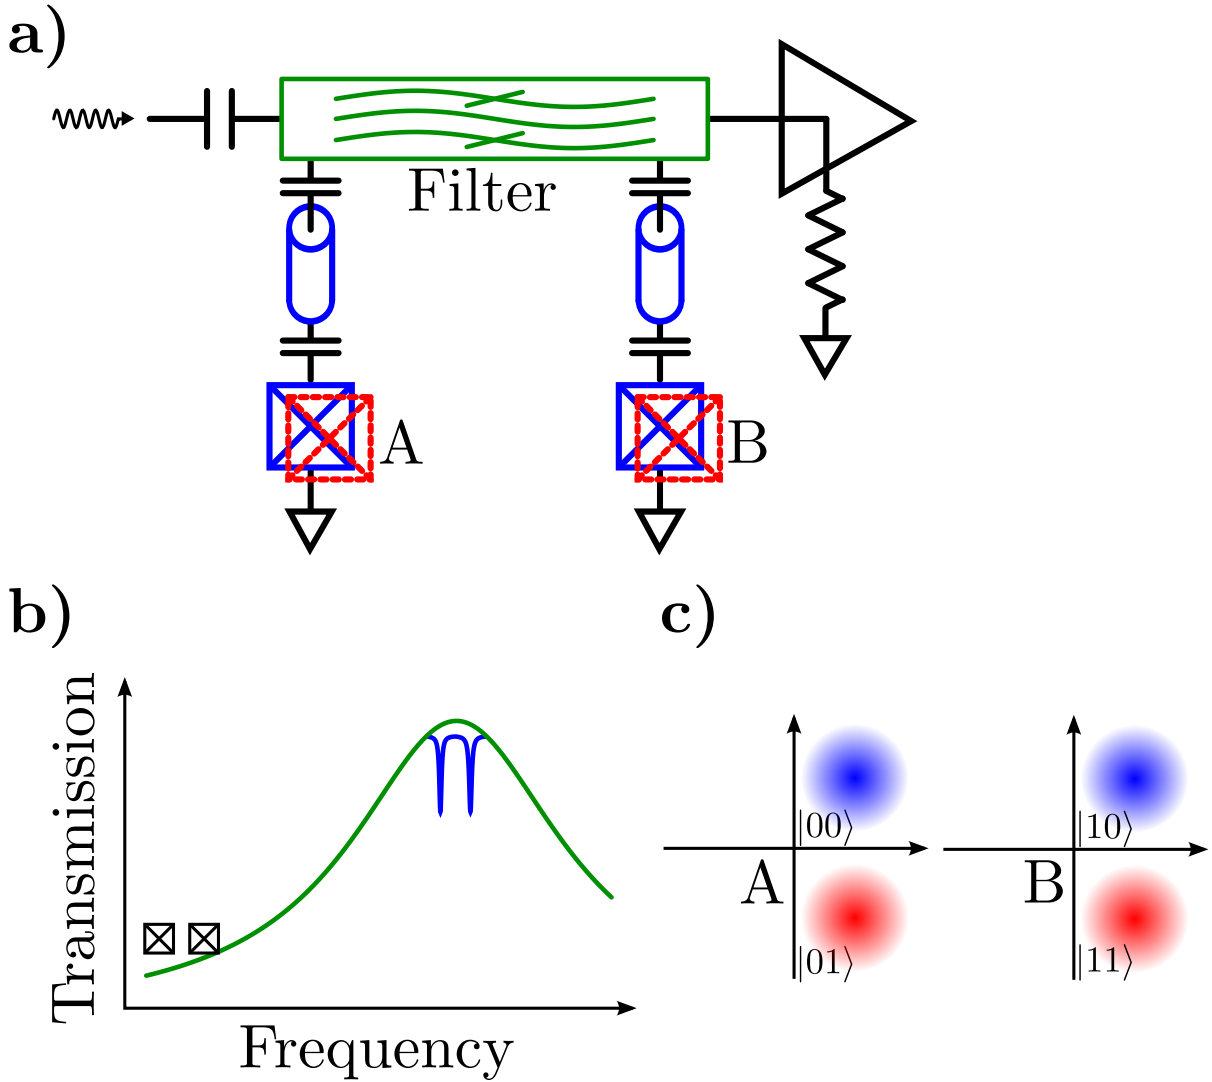 a)
Filter
A
B
b)
Transmission
Frequency
c)
|00⟩
|01⟩
A
|10⟩
|11⟩
B